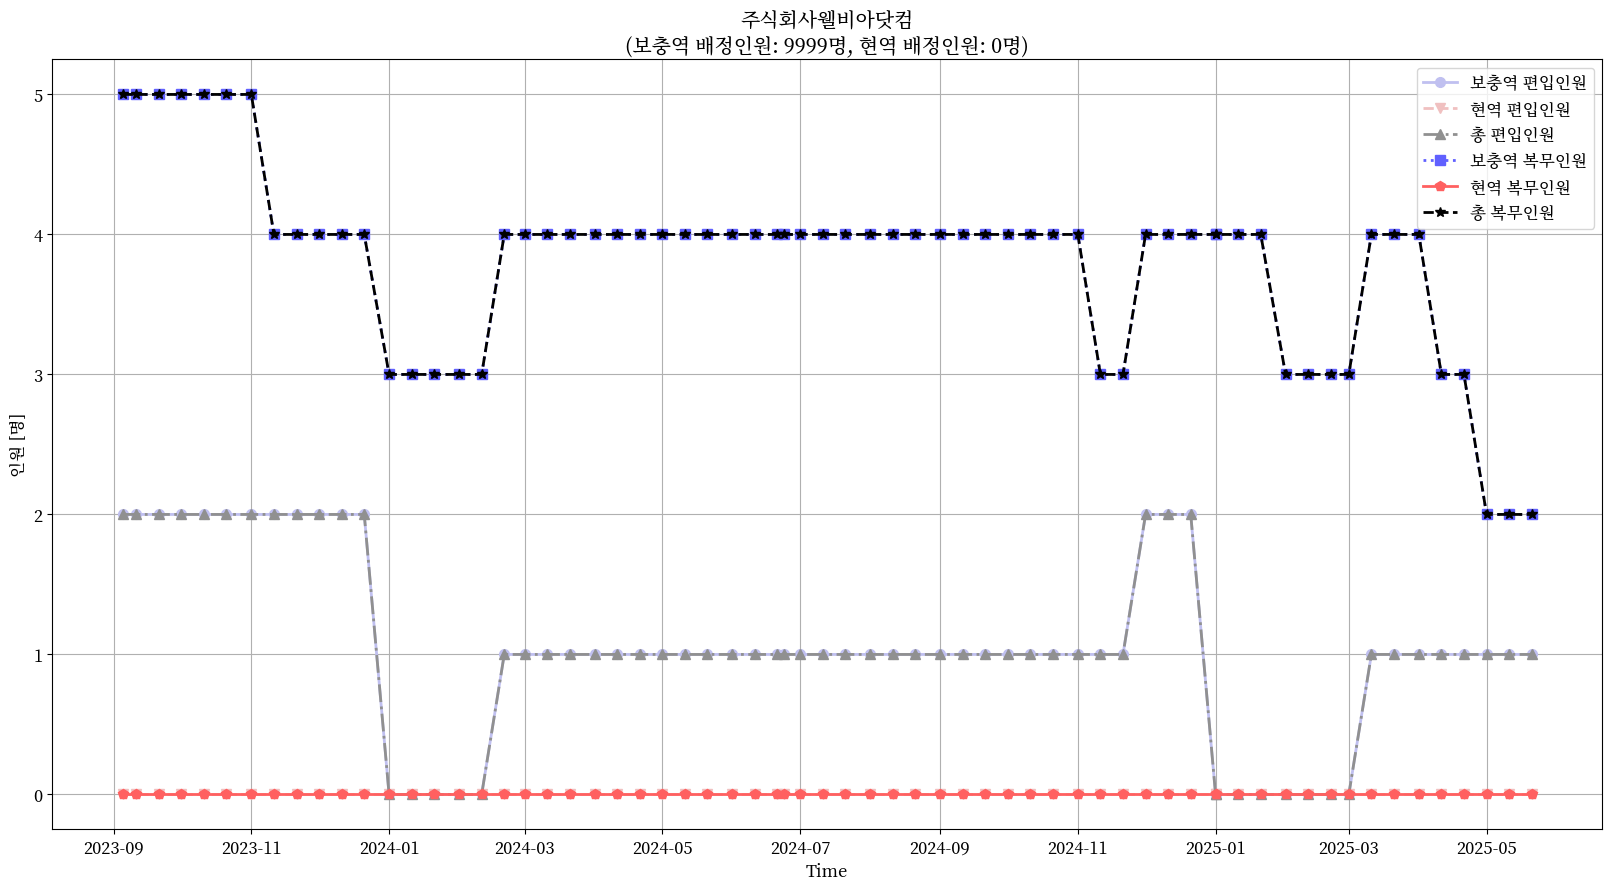 주식회사웰비아닷컴
(보충역 배정인원: 9999명, 현역 배정인원: 0명)
보충역 편입인원
현역 편입인원
총 편입인원
보충역 복무인원
현역 복무인원
총 복무인원
인원 [명]
5
4
3
2
1
0
2023-09
2023-11
2024-01
2024-03
2024-05
2024-07
2024-09
2024-11
2025-01
2025-03
2025-05
Time